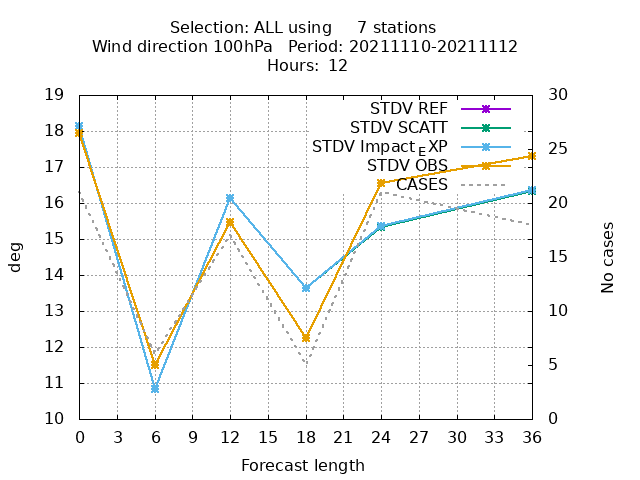 Selection: ALL using     7 stations
Wind direction 100hPa   Period: 20211110-20211112
Hours: 12
19
18
17
16
15
14
13
12
11
10
deg
30
25
20
15
10
5
0
No cases
STDV REF
STDV SCATT
STDV Impact_EXP
STDV OBS
CASES
0 3 6 9 12 15 18 21 24 27 30 33 36
Forecast length